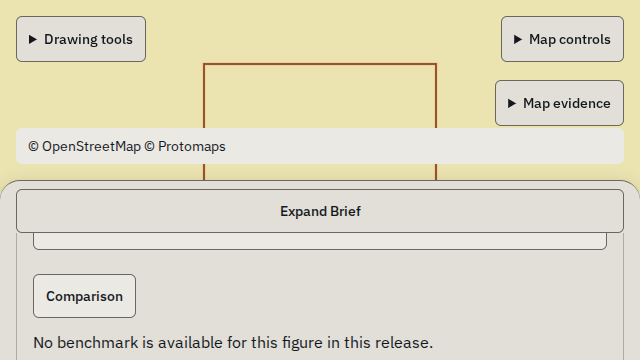 Drawing tools
Map controls
Map evidence
© OpenStreetMap © Protomaps
Expand Brief
Comparison
No benchmark is available for this figure in this release.